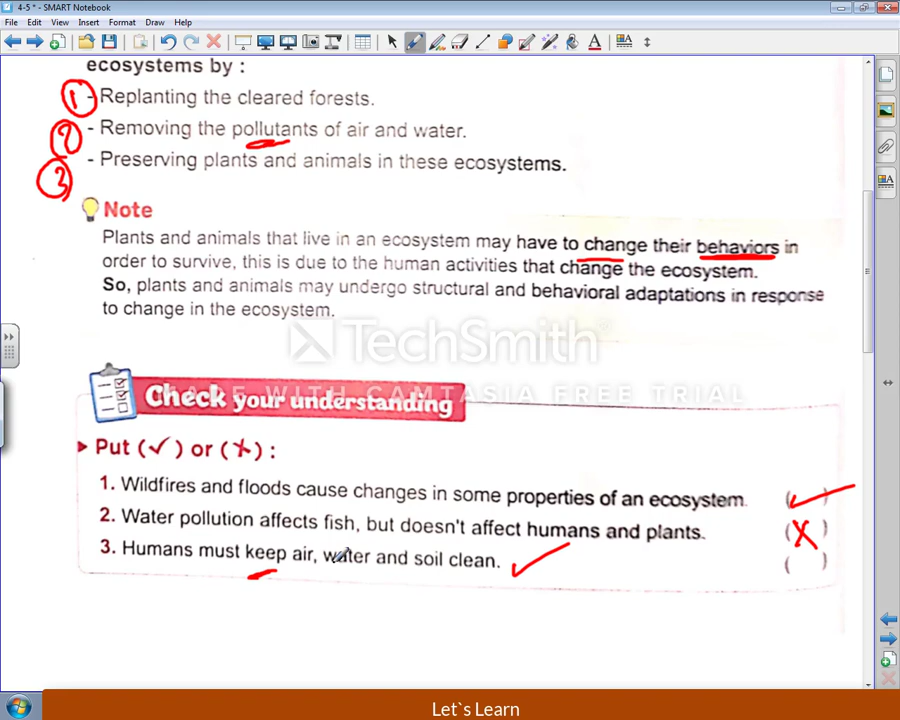 4-5 * - SMART Notebook
File Edit View Insert Format Draw Help
ecosystems by :
1 - Replanting the cleared forests.
2 - Removing the pollutants of air and water.
3 - Preserving plants and animals in these ecosystems.
Note
Plants and animals that live in an ecosystem may have to change their behaviors in
order to survive, this is due to the human activities that change the ecosystem.
So, plants and animals may undergo structural and behavioral adaptations in response
to change in the ecosystem.
TechSmith
MADE WITH CAMTASIA FREE TRIAL
Check your understanding
Put (✓) or (✗) :
1. Wildfires and floods cause changes in some properties of an ecosystem. (✓)
2. Water pollution affects fish, but doesn't affect humans and plants. (X)
3. Humans must keep air, water and soil clean. ✓ ( )
Let`s Learn